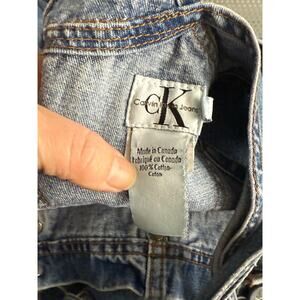 cK
Calvin Klein Jeans
Made in Canada
Fabriqué au Canada
100% Cotton-
Coton